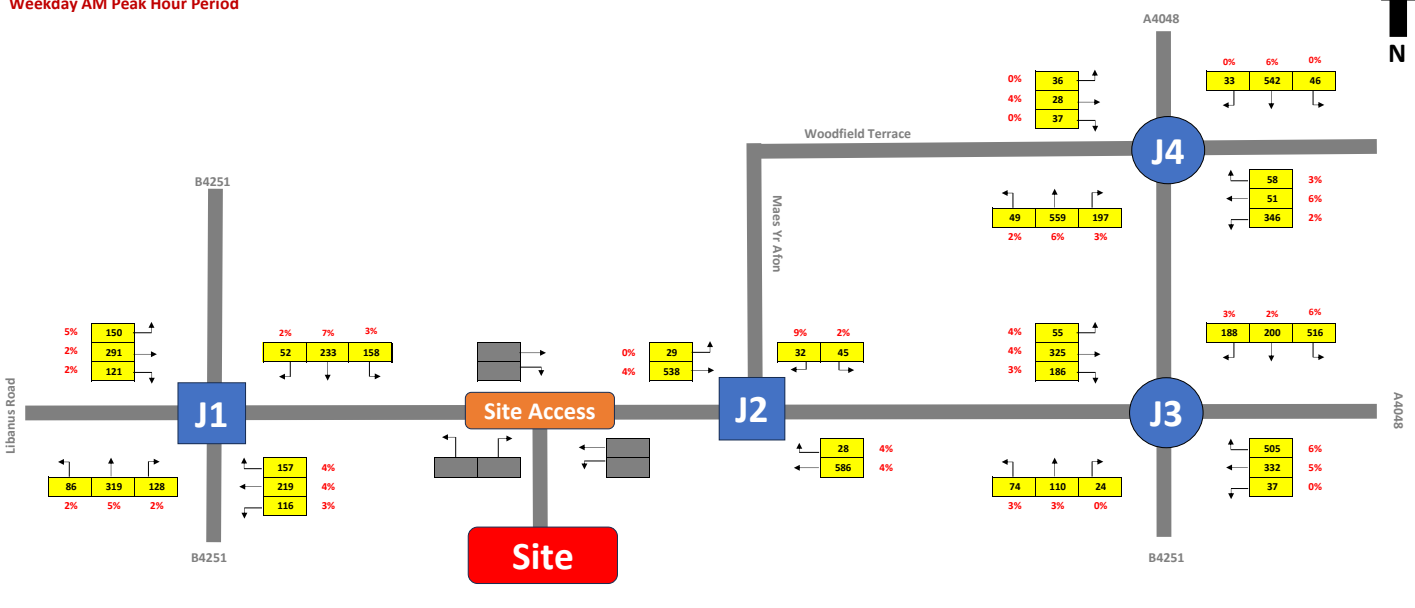 Weekday AM Peak Hour Period
A4048
N
0% 6% 0%
33 542 46
0% 36
4% 28
0% 37
Woodfield Terrace
J4
B4251
58 3%
51 6%
346 2%
Maes Yr Afon
49 559 197
2% 6% 3%
5% 150
2% 291
2% 121
2% 7% 3%
52 233 158
0% 29
4% 538
9% 2%
32 45
4% 55
4% 325
3% 186
3% 2% 6%
188 200 516
Libanus Road
J1
Site Access
J2
J3
A4048
86 319 128
2% 5% 2%
157 4%
219 4%
116 3%
28 4%
586 4%
74 110 24
3% 3% 0%
505 6%
332 5%
37 0%
B4251
Site
B4251